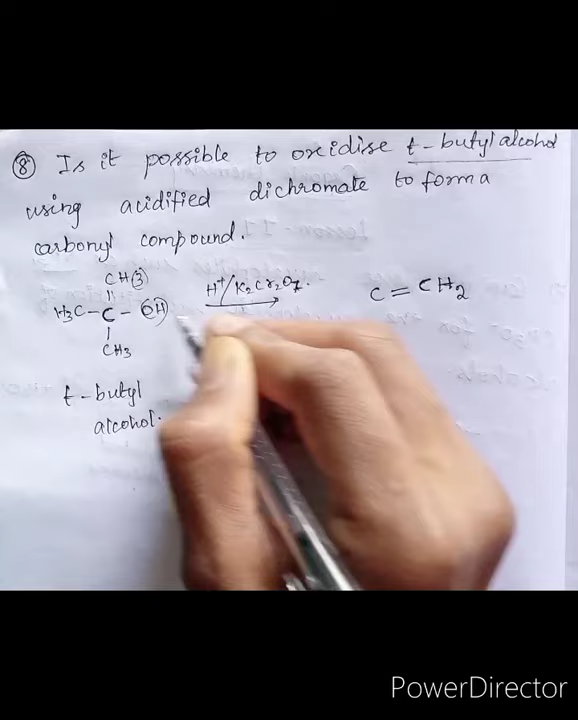 ⑧ Is it possible to oxidise t-butyl alcohol
using acidified dichromate to form a
carbonyl compound.
CH3
H3C-C-OH
CH3
H+/K2Cr2O7.
C=CH2
t-butyl
alcohol.
PowerDirector